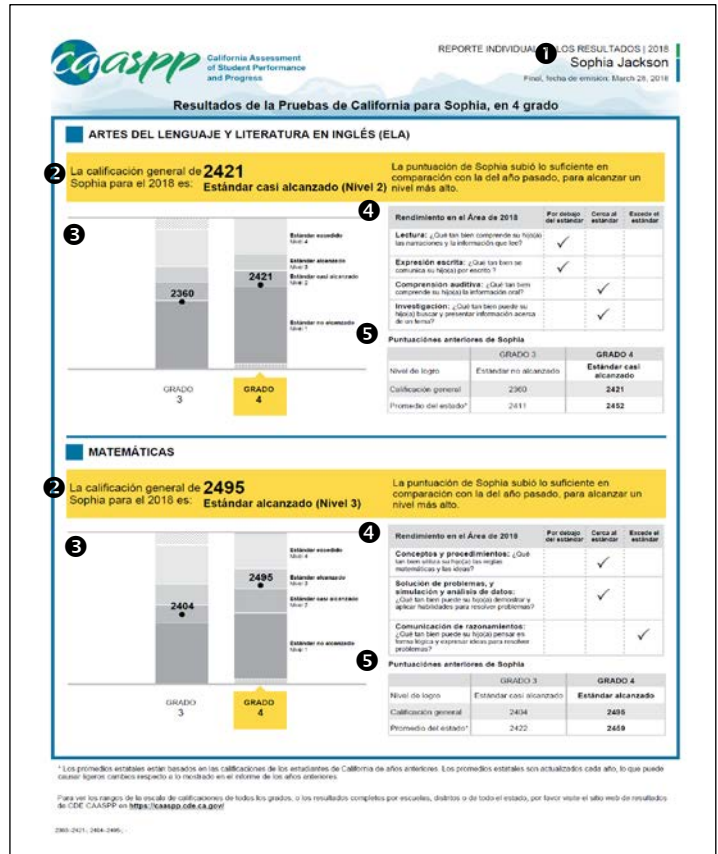 caaspp
California Assessment
of Student Performance
and Progress
REPORTE INDIVIDUAL LOS RESULTADOS | 2018
❶
Sophia Jackson
Final, fecha de emisión: March 28, 2018
Resultados de la Pruebas de California para Sophia, en 4 grado
ARTES DEL LENGUAJE Y LITERATURA EN INGLÉS (ELA)
❷
La calificación general de 2421
Sophia para el 2018 es: Estándar casi alcanzado (Nivel 2)
La puntuación de Sophia subió lo suficiente en
comparación con la del año pasado, para alcanzar un
nivel más alto.
❸
Estándar excedido
Nivel 4
Estándar alcanzado
Nivel 3
Estándar casi alcanzado
Nivel 2
Estándar no alcanzado
Nivel 1
2360
2421
GRADO
3
GRADO
4
❹
Rendimiento en el Área de 2018
Por debajo
del estándar
Cerca al
estándar
Excede el
estándar
Lectura: ¿Qué tan bien comprende su hijo(a)
las narraciones y la información que lee?
✓
Expresión escrita: ¿Qué tan bien se
comunica su hijo(a) por escrito ?
✓
Comprensión auditiva: ¿Qué tan bien
comprende su hijo(a) la información oral?
✓
Investigación: ¿Qué tan bien puede su
hijo(a) buscar y presentar información acerca
de un tema?
✓
❺
Puntuaciónes anteriores de Sophia
GRADO 3 GRADO 4
Nivel de logro Estándar no alcanzado Estándar casi
alcanzado
Calificación general 2360 2421
Promedio del estado* 2411 2452
MATEMÁTICAS
❷
La calificación general de 2495
Sophia para el 2018 es: Estándar alcanzado (Nivel 3)
La puntuación de Sophia subió lo suficiente en
comparación con la del año pasado, para alcanzar un
nivel más alto.
❸
Estándar excedido
Nivel 4
Estándar alcanzado
Nivel 3
Estándar casi alcanzado
Nivel 2
Estándar no alcanzado
Nivel 1
2404
2495
GRADO
3
GRADO
4
❹
Rendimiento en el Área de 2018
Por debajo
del estándar
Cerca al
estándar
Excede el
estándar
Conceptos y procedimientos: ¿Qué
tan bien utiliza su hijo(a) las reglas
matemáticas y las ideas?
✓
Solución de problemas, y
simulación y análisis de datos:
¿Qué tan bien puede su hijo(a) demostrar y
aplicar habilidades para resolver problemas?
✓
Comunicación de razonamientos:
¿Qué tan bien puede su hijo(a) pensar en
forma lógica y expresar ideas para resolver
problemas?
✓
❺
Puntuaciónes anteriores de Sophia
GRADO 3 GRADO 4
Nivel de logro Estándar casi alcanzado Estándar alcanzado
Calificación general 2404 2495
Promedio del estado* 2422 2459
* Los promedios estatales están basados en las calificaciones de los estudiantes de California de años anteriores. Los promedios estatales son actualizados cada año, lo que puede
causar ligeros cambios respecto a lo mostrado en el informe de los años anteriores.
Para ver los rangos de la escala de calificaciones de todos los grados, o los resultados completos por escuelas, distritos o de todo el estado, por favor visite el sitio web de resultados
de CDE CAASPP en https://caaspp.cde.ca.gov/
2360-2421; 2404-2495;